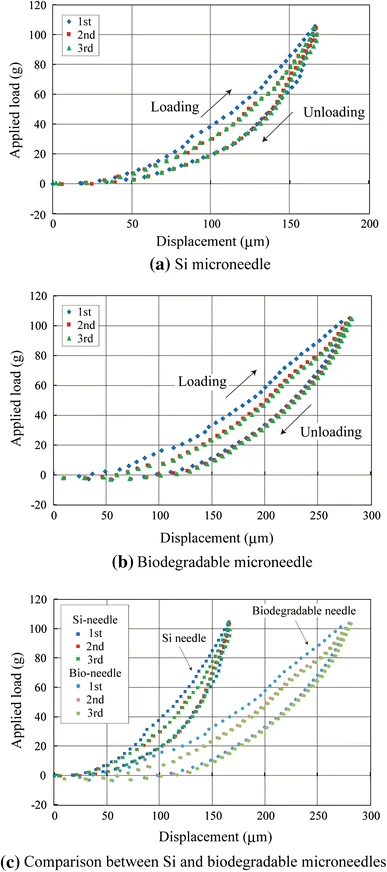 120
100
80
60
40
20
0
-20
Applied load (g)
1st
2nd
3rd
Loading
Unloading
0 50 100 150 200
Displacement (μm)
(a) Si microneedle
120
100
80
60
40
20
0
-20
Applied load (g)
1st
2nd
3rd
Loading
Unloading
0 50 100 150 200 250 300
Displacement (μm)
(b) Biodegradable microneedle
120
100
80
60
40
20
0
-20
Applied load (g)
Si-needle
1st
2nd
3rd
Bio-needle
1st
2nd
3rd
Si needle
Biodegradable needle
0 50 100 150 200 250 300
Displacement (μm)
(c) Comparison between Si and biodegradable microneedles